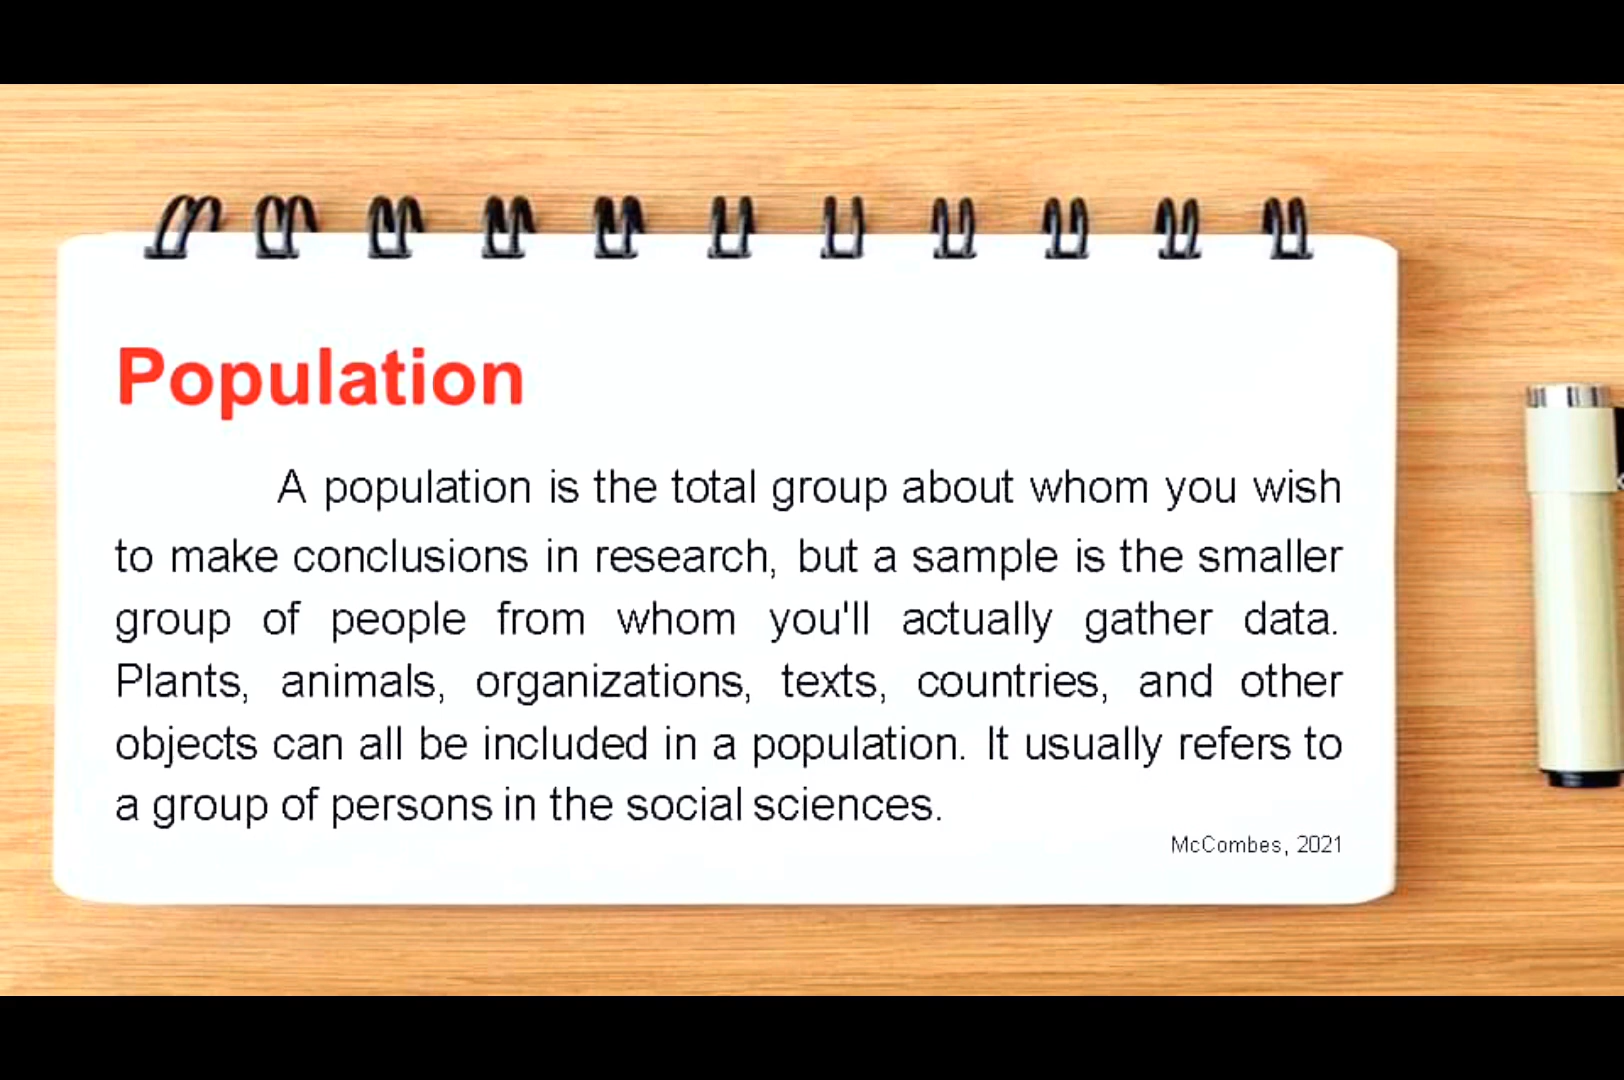 Population
A population is the total group about whom you wish
to make conclusions in research, but a sample is the smaller
group of people from whom you'll actually gather data.
Plants, animals, organizations, texts, countries, and other
objects can all be included in a population. It usually refers to
a group of persons in the social sciences.
McCombes, 2021